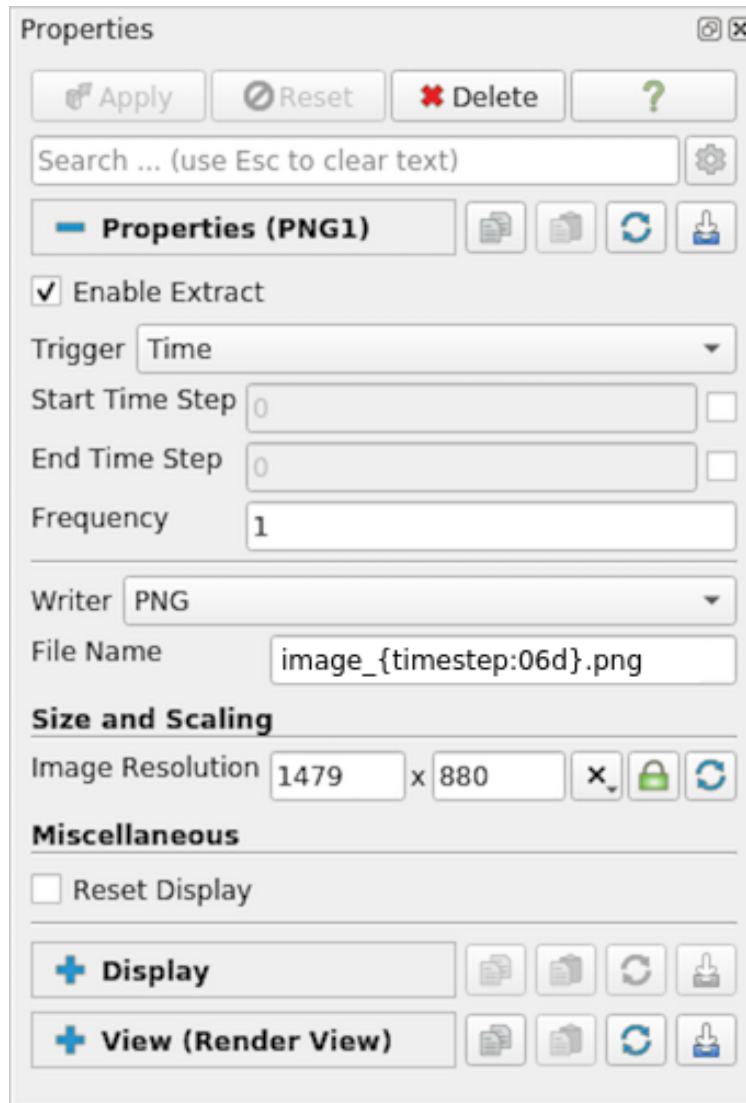 Properties
Apply Reset Delete ?
Search ... (use Esc to clear text)
Properties (PNG1)
Enable Extract
Trigger Time
Start Time Step 0
End Time Step 0
Frequency 1
Writer PNG
File Name image_{timestep:06d}.png
Size and Scaling
Image Resolution 1479 x 880
Miscellaneous
Reset Display
Display
View (Render View)